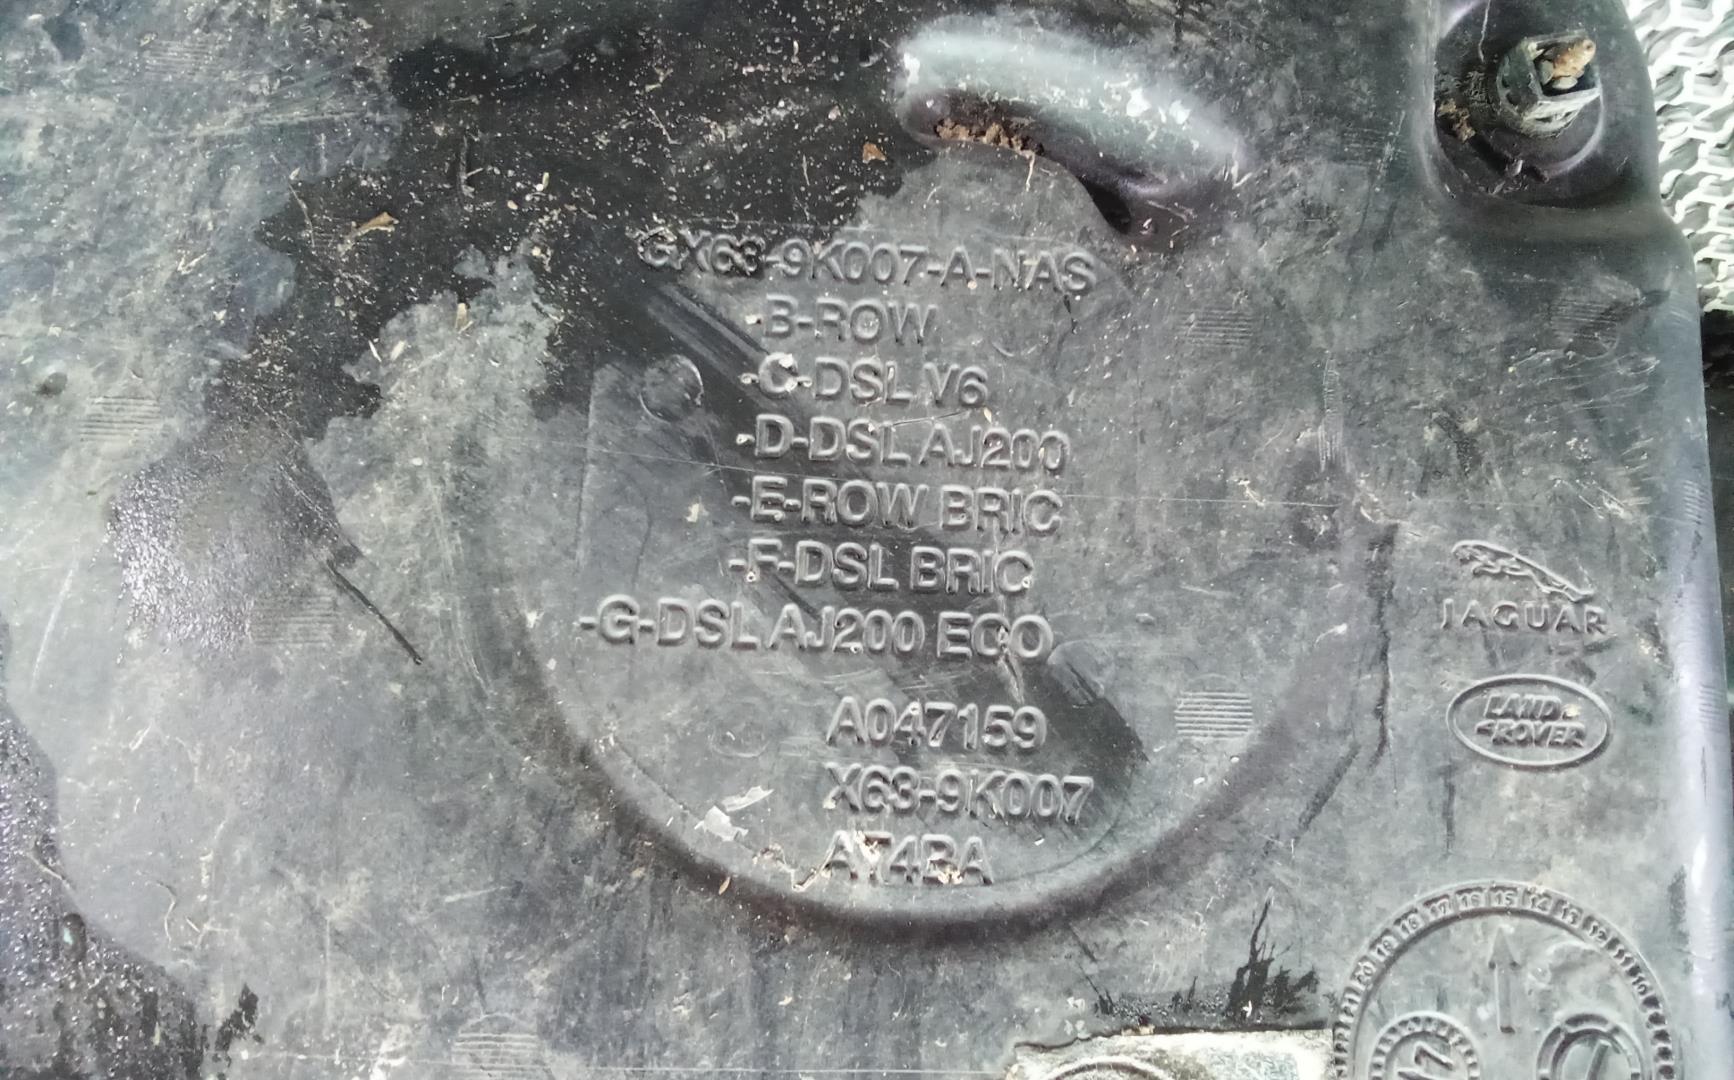 GX63-9K007-A-NAS
-B-ROW
-C-DSL V6
-D-DSL AJ200
-E-ROW BRIC
-F-DSL BRIC
-G-DSL AJ200 ECO
A047159
X63-9K007
JAGUAR
LAND-
-ROVER
17